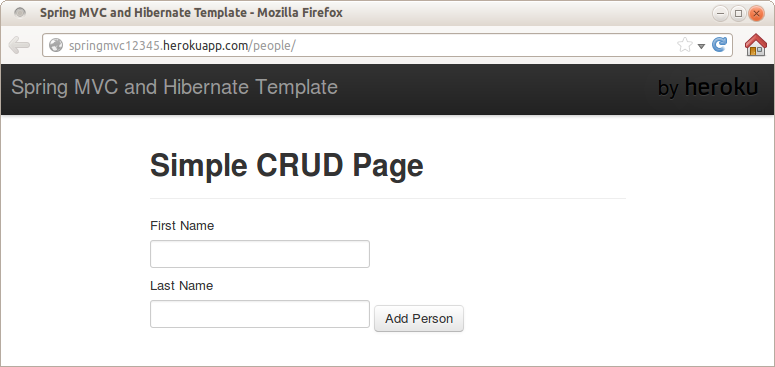 Spring MVC and Hibernate Template - Mozilla Firefox
springmvc12345.herokuapp.com/people/
Spring MVC and Hibernate Template
by heroku
Simple CRUD Page
First Name
Last Name
Add Person